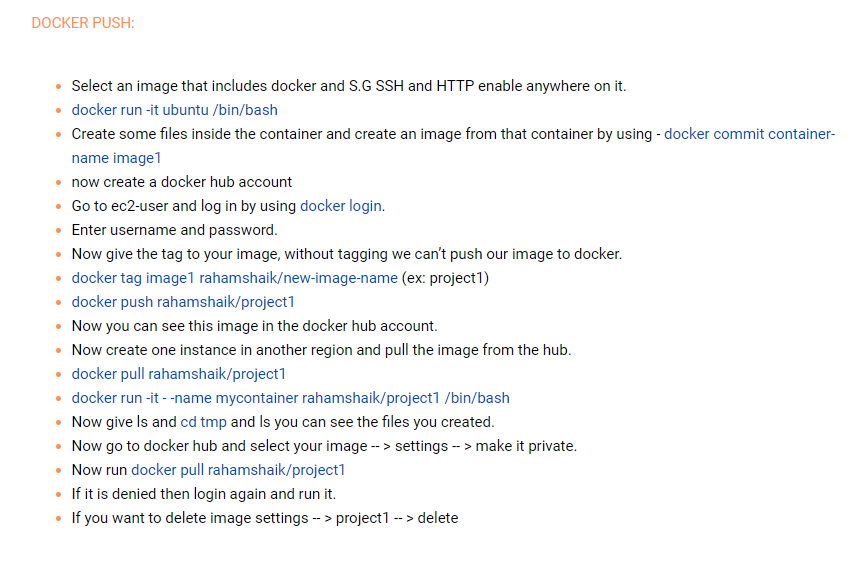 DOCKER PUSH:
• Select an image that includes docker and S.G SSH and HTTP enable anywhere on it.
• docker run -it ubuntu /bin/bash
• Create some files inside the container and create an image from that container by using - docker commit container-
name image1
• now create a docker hub account
• Go to ec2-user and log in by using docker login.
• Enter username and password.
• Now give the tag to your image, without tagging we can’t push our image to docker.
• docker tag image1 rahamshaik/new-image-name (ex: project1)
• docker push rahamshaik/project1
• Now you can see this image in the docker hub account.
• Now create one instance in another region and pull the image from the hub.
• docker pull rahamshaik/project1
• docker run -it - -name mycontainer rahamshaik/project1 /bin/bash
• Now give ls and cd tmp and ls you can see the files you created.
• Now go to docker hub and select your image -- > settings -- > make it private.
• Now run docker pull rahamshaik/project1
• If it is denied then login again and run it.
• If you want to delete image settings -- > project1 -- > delete